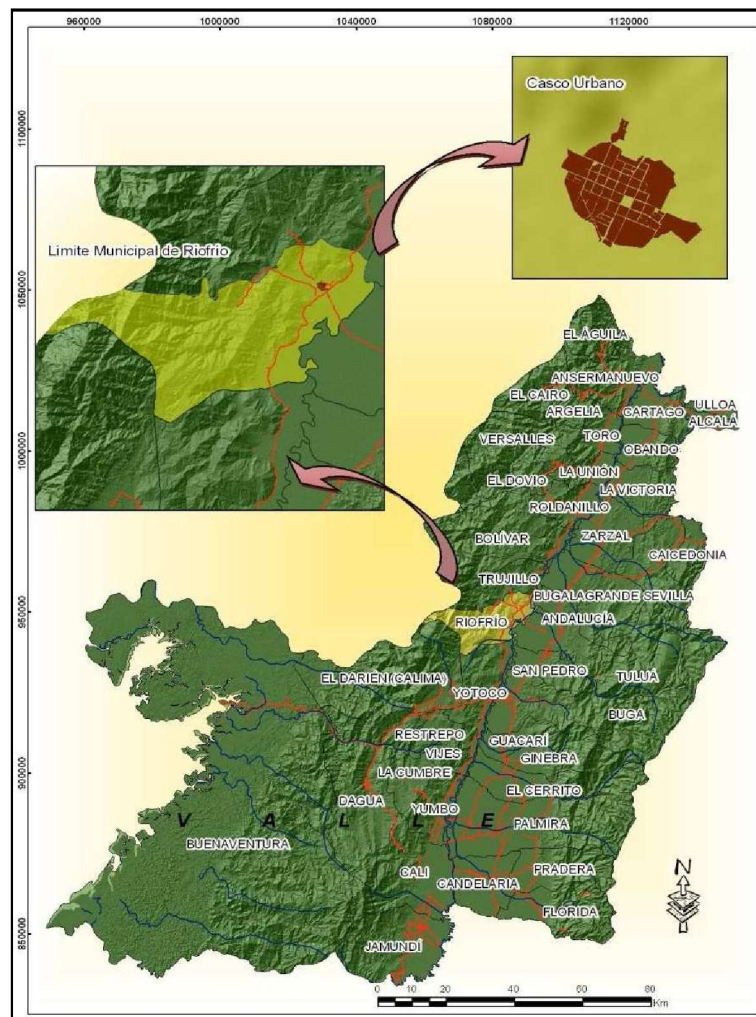 960000 1000000 1040000 1080000 1120000
1100000
1050000
1000000
950000
900000
850000
Casco Urbano
Limite Municipal de Riofrio
EL ÁGUILA
ANSERMANUEVO
EL CAIRO
ULLOA
ARGELIA
CARTAGO
ALCALA
VERSALLES
TORO
OBANDO
LA UNIÓN
EL DOVIO
LA VICTORIA
ROLDANILLO
BOLÍVAR
ZARZAL
CAICEDONIA
TRUJILLO
BUGALAGRANDE SEVILLA
RIOFRÍO
ANDALUCÍA
SAN PEDRO
EL DARIEN (CALIMA)
TULUÁ
YOTOCO
BUGA
RESTREPO
GUACARÍ
VIJES
GINEBRA
LA CUMBRE
EL CERRITO
DAGUA
YUMBO
V A L L E
PALMIRA
BUENAVENTURA
CALI
PRADERA
CANDELARIA
FLORIDA
JAMUNDÍ
N
0 10 20 40 60 80
Km